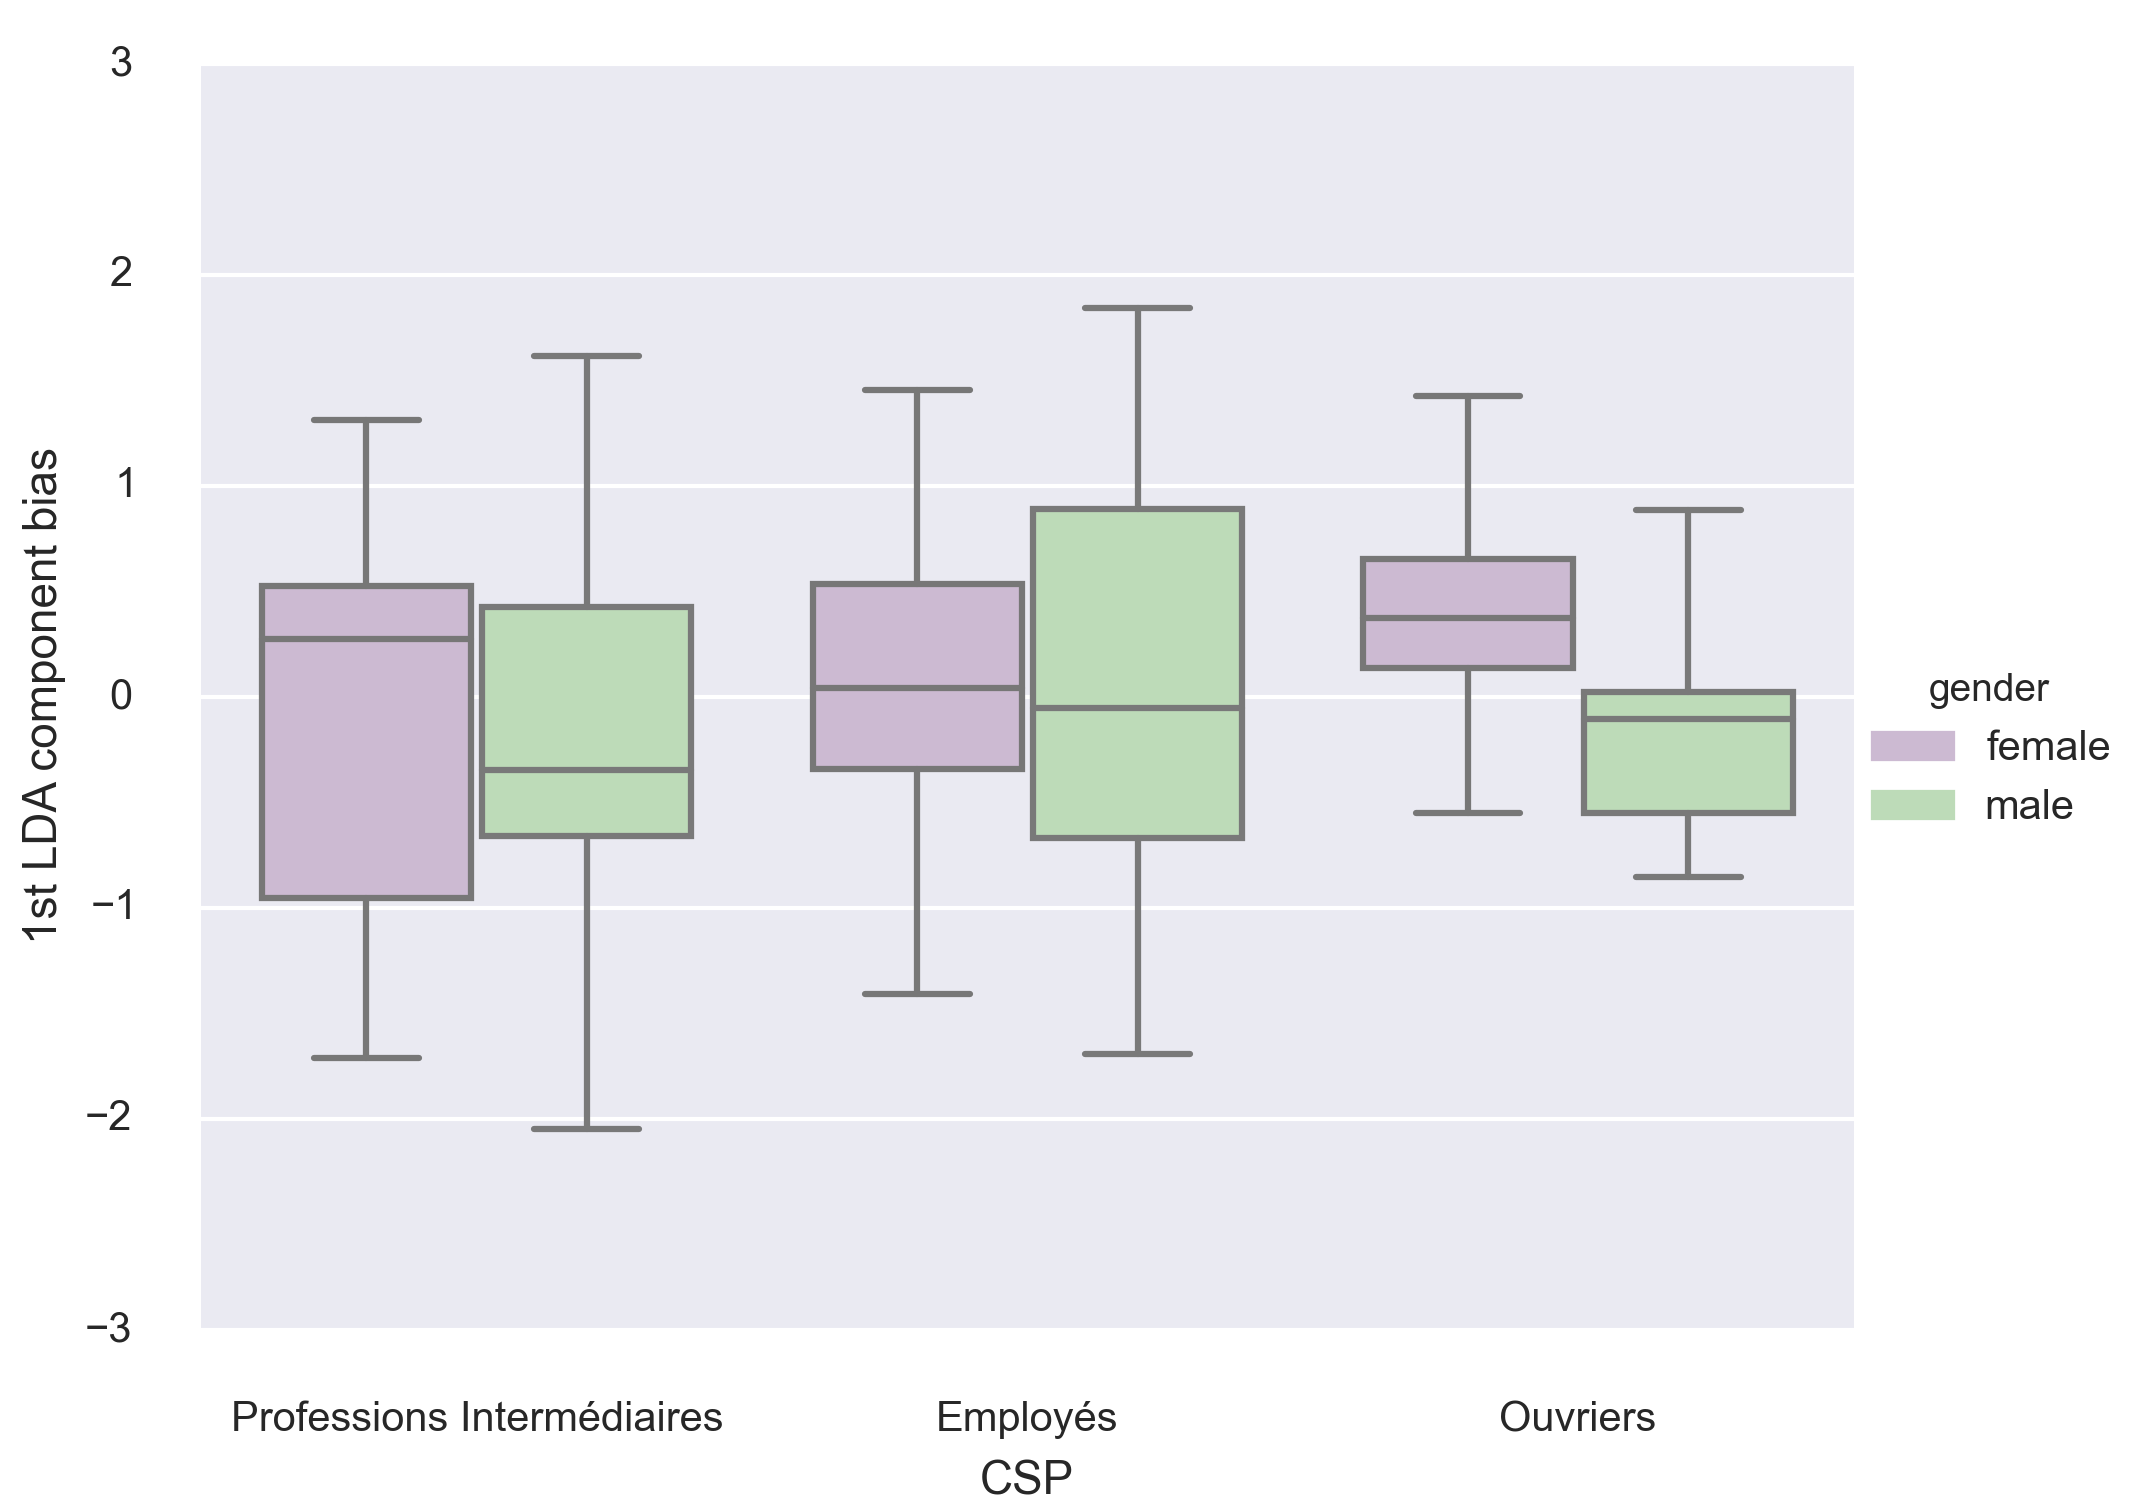 3
2
1
0
−1
−2
−3
1st LDA component bias
Professions Intermédiaires
Employés
Ouvriers
CSP
gender
female
male